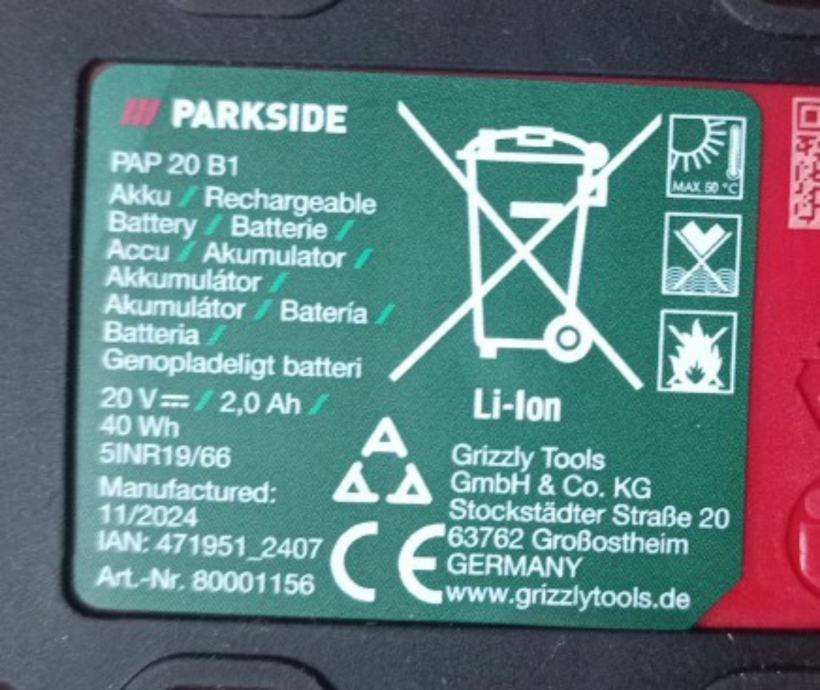 PARKSIDE
PAP 20 B1
Akku / Rechargeable
Battery / Batterie /
Accu / Akumulator /
Akkumulátor /
Akumulátor / Batería /
Batteria /
Genopladeligt batteri
20 V⎓ / 2,0 Ah /
40 Wh
5INR19/66
Manufactured:
11/2024
IAN: 471951_2407
Art.-Nr. 80001156
MAX. 50 °C
Li-Ion
CE
Grizzly Tools
GmbH & Co. KG
Stockstädter Straße 20
63762 Großostheim
GERMANY
www.grizzlytools.de